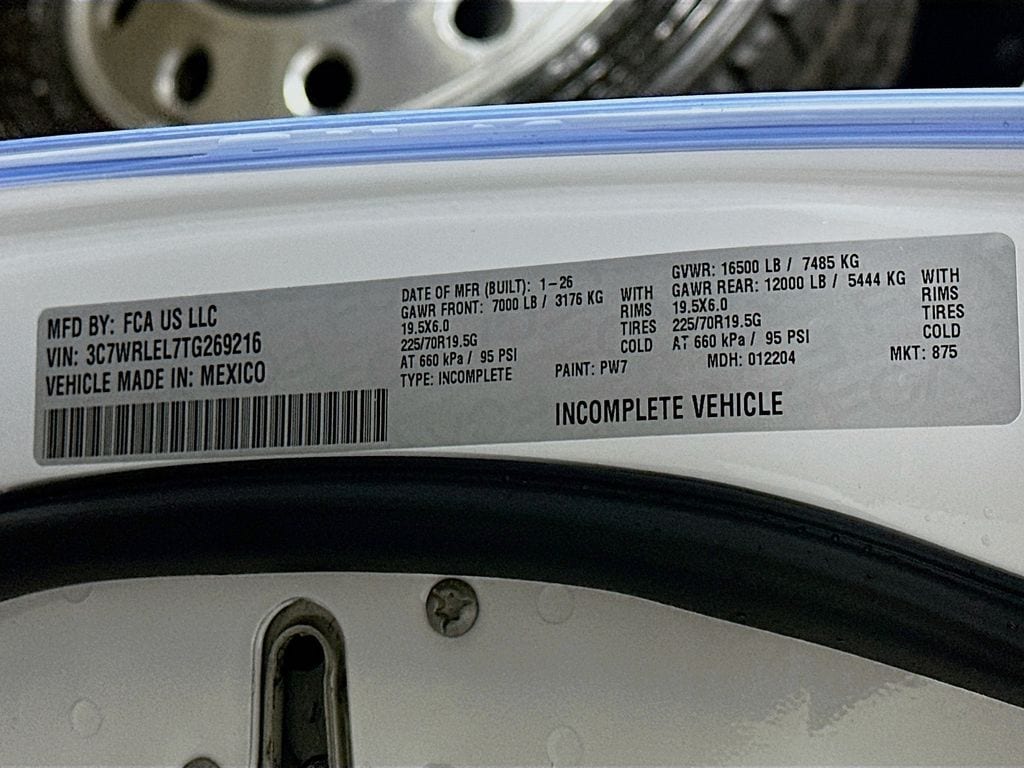 MFD BY: FCA US LLC
VIN: 3C7WRLEL7TG269216
VEHICLE MADE IN: MEXICO
DATE OF MFR (BUILT): 1-26
GAWR FRONT: 7000 LB / 3176 KG WITH
19.5X6.0 RIMS
225/70R19.5G TIRES
AT 660 kPa / 95 PSI COLD
TYPE: INCOMPLETE
PAINT: PW7
GVWR: 16500 LB / 7485 KG
GAWR REAR: 12000 LB / 5444 KG WITH
19.5X6.0 RIMS
225/70R19.5G TIRES
AT 660 kPa / 95 PSI COLD
MDH: 012204 MKT: 875
INCOMPLETE VEHICLE